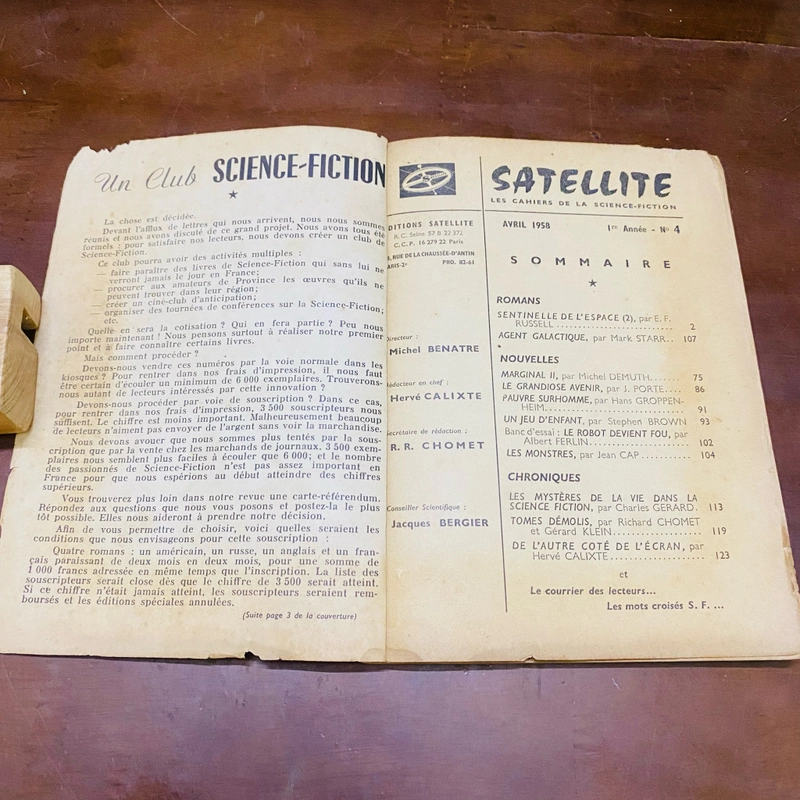 Un Club SCIENCE-FICTION
La chose est décidée.
Devant l'afflux de lettres qui nous arrivent, nous nous sommes
réunis et nous avons discuté de ce grand projet. Nous avons tous été
formels : pour satisfaire nos lecteurs, nous devons créer un club de
Science-Fiction.
Ce club pourra avoir des activités multiples :
— faire paraître des livres de Science-Fiction qui sans lui ne
verront jamais le jour en France;
— procurer aux amateurs de Province les œuvres qu'ils ne
peuvent trouver dans leur région;
— créer un ciné-club d'anticipation;
— organiser des tournées de conférences sur la Science-Fiction;
etc.
Quelle en sera la cotisation ? Qui en fera partie ? Peu nous
importe maintenant ! Nous pensons surtout à réaliser notre premier
point et à faire connaître certains livres.
Mais comment procéder ?
Devons-nous vendre ces numéros par la voie normale dans les
kiosques ? Pour rentrer dans nos frais d'impression, il nous faut
être certain d'écouler un minimum de 6 000 exemplaires. Trouverons-
nous autant de lecteurs intéressés par cette innovation ?
Devons-nous procéder par voie de souscription ? Dans ce cas,
pour rentrer dans nos frais d'impression, 3 500 souscripteurs nous
suffisent. Le chiffre est moins important. Malheureusement beaucoup
de lecteurs n'aiment pas envoyer de l'argent sans voir la marchandise.
Nous devons avouer que nous sommes plus tentés par la sous-
cription que par la vente chez les marchands de journaux. 3 500 exem-
plaires nous semblent plus faciles à écouler que 6 000; et le nombre
des passionnés de Science-Fiction n'est pas assez important en
France pour que nous espérions au début atteindre des chiffres
supérieurs.
Vous trouverez plus loin dans notre revue une carte-référendum.
Répondez aux questions que nous vous posons et postez-la le plus
tôt possible. Elles nous aideront à prendre notre décision.
Afin de vous permettre de choisir, voici quelles seraient les
conditions que nous envisageons pour cette souscription :
Quatre romans : un américain, un russe, un anglais et un fran-
çais paraissant de deux mois en deux mois, pour une somme de
1 000 francs adressée en même temps que l'inscription. La liste des
souscripteurs serait close dès que le chiffre de 3 500 serait atteint.
Si ce chiffre n'était jamais atteint, les souscripteurs seraient rem-
boursés et les éditions spéciales annulées.
(Suite page 3 de la couverture)
DITIONS SATELLITE
R.C. Seine 57 B 22 372
C.C.P. 16 279 22 Paris
, RUE DE LA CHAUSSÉE-D'ANTIN
ARIS-2e PRO. 82-61
Directeur :
Michel BENATRE
Rédacteur en chef :
Hervé CALIXTE
Secrétaire de rédaction :
R. R. CHOMET
Conseiller Scientifique :
Jacques BERGIER
SATELLITE
LES CAHIERS DE LA SCIENCE-FICTION
AVRIL 1958 1re Année - No 4
SOMMAIRE
ROMANS
SENTINELLE DE L'ESPACE (2), par E. F.
RUSSELL ........................ 2
AGENT GALACTIQUE, par Mark STARR.. 107
NOUVELLES
MARGINAL II, par Michel DEMUTH..... 75
LE GRANDIOSE AVENIR, par J. PORTE.. 86
PAUVRE SURHOMME, par Hans GROPPEN-
HEIM........................... 91
UN JEU D'ENFANT, par Stephen BROWN 93
Banc d'essai : LE ROBOT DEVIENT FOU, par
Albert FERLIN................. 102
LES MONSTRES, par Jean CAP........ 104
CHRONIQUES
LES MYSTÈRES DE LA VIE DANS LA
SCIENCE FICTION, par Charles GERARD. 113
TOMES DÉMOLIS, par Richard CHOMET
et Gérard KLEIN................ 119
DE L'AUTRE COTÉ DE L'ÉCRAN, par
Hervé CALIXTE.................. 123
et
Le courrier des lecteurs...
Les mots croisés S. F. ...